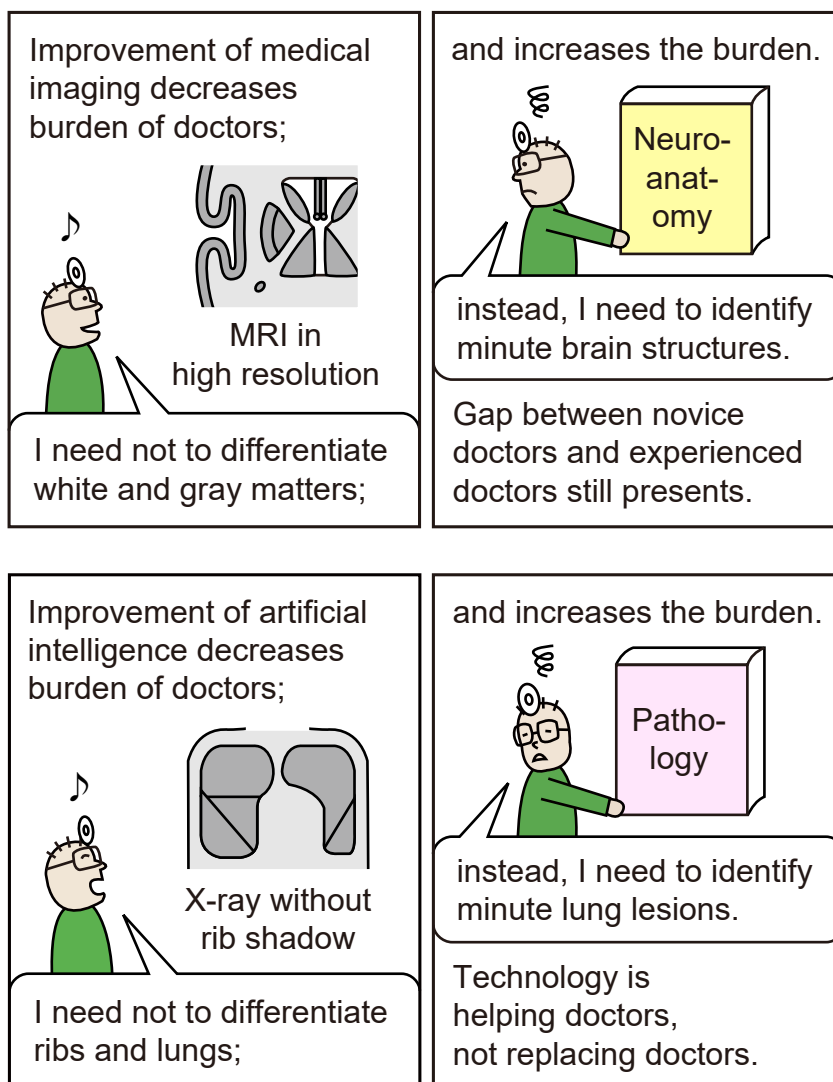 Improvement of medical
imaging decreases
burden of doctors;
MRI in
high resolution
I need not to differentiate
white and gray matters;
and increases the burden.
Neuro-
anat-
omy
instead, I need to identify
minute brain structures.
Gap between novice
doctors and experienced
doctors still presents.
Improvement of artificial
intelligence decreases
burden of doctors;
X-ray without
rib shadow
I need not to differentiate
ribs and lungs;
and increases the burden.
Patho-
logy
instead, I need to identify
minute lung lesions.
Technology is
helping doctors,
not replacing doctors.